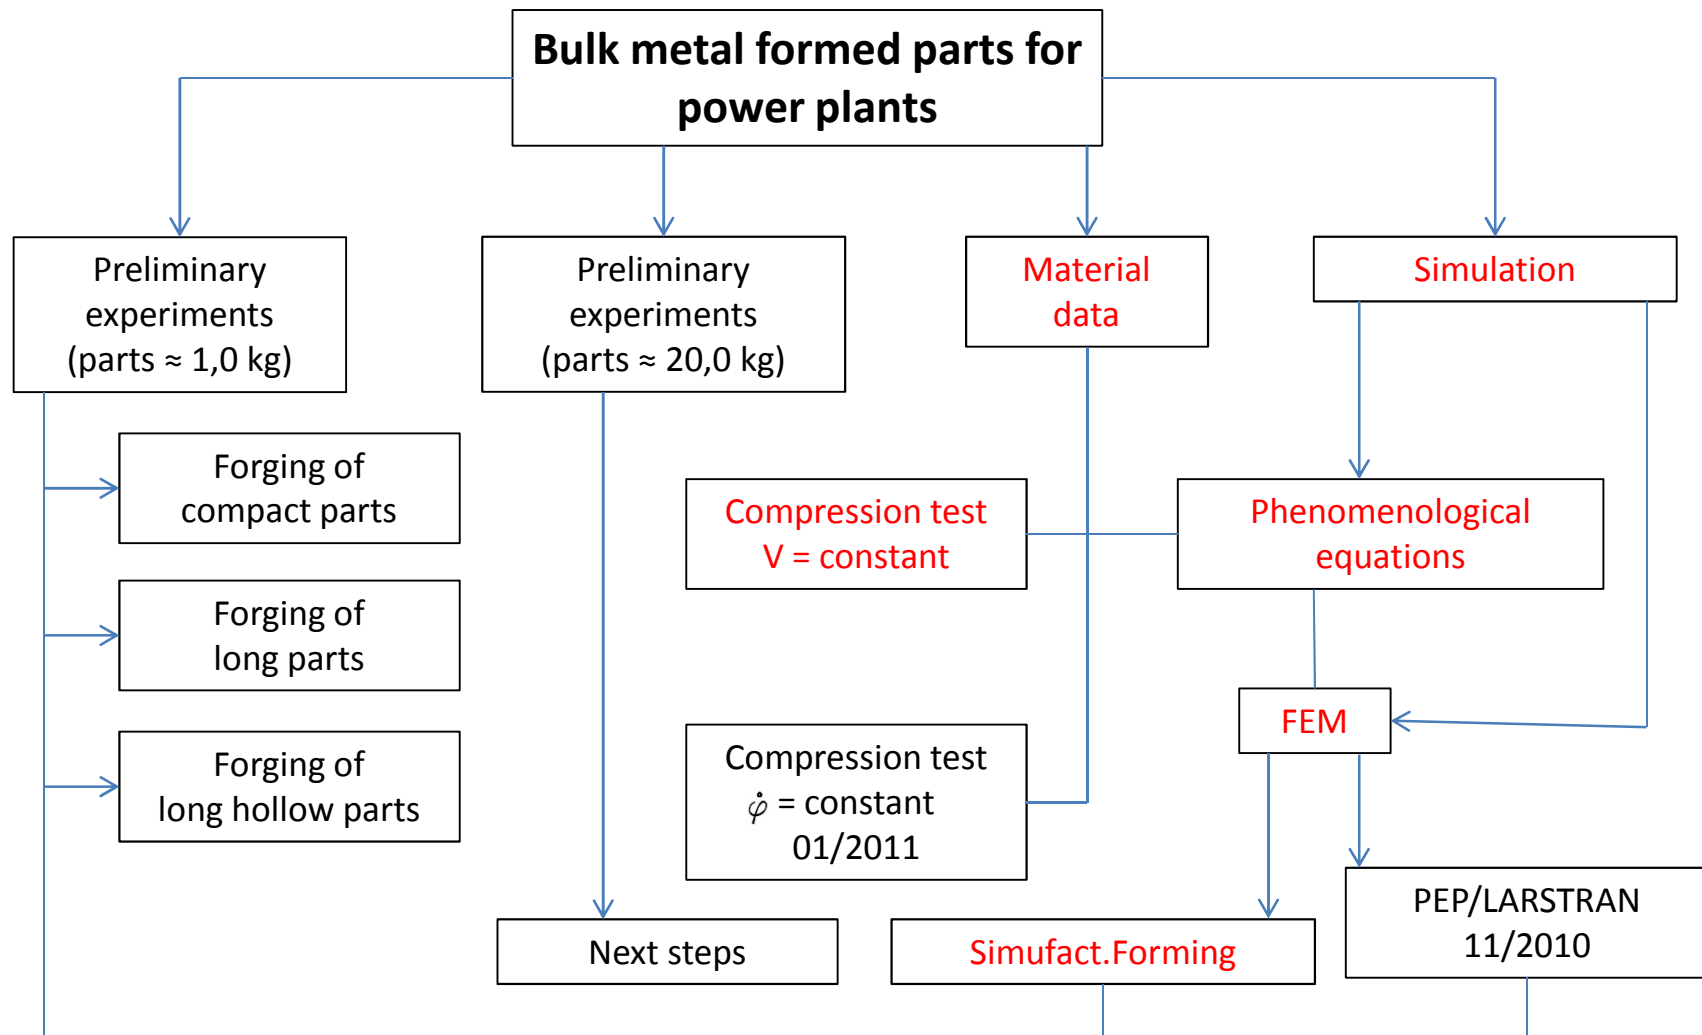 Bulk metal formed parts for
power plants
Preliminary
experiments
(parts ≈ 1,0 kg)
Preliminary
experiments
(parts ≈ 20,0 kg)
Material
data
Simulation
Forging of
compact parts
Forging of
long parts
Forging of
long hollow parts
Compression test
V = constant
Phenomenological
equations
FEM
Compression test
φ̇ = constant
01/2011
Next steps
Simufact.Forming
PEP/LARSTRAN
11/2010